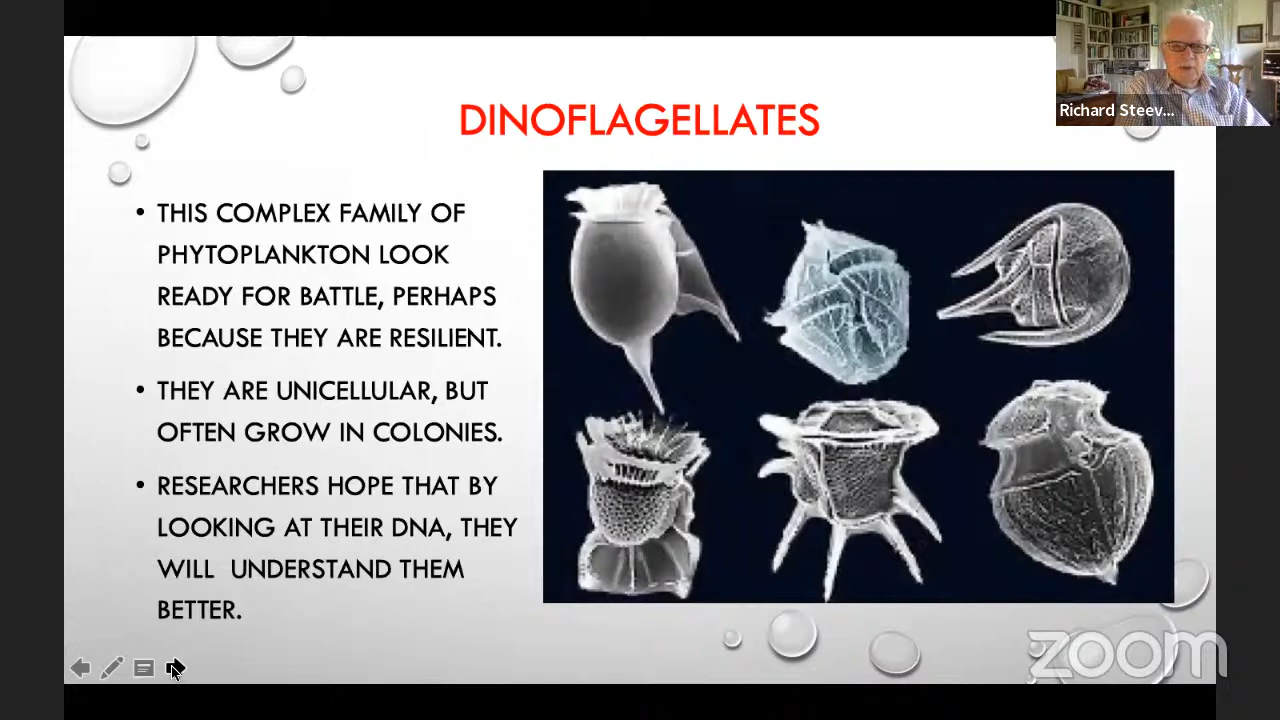 Richard Steev...
DINOFLAGELLATES
• THIS COMPLEX FAMILY OF
PHYTOPLANKTON LOOK
READY FOR BATTLE, PERHAPS
BECAUSE THEY ARE RESILIENT.
• THEY ARE UNICELLULAR, BUT
OFTEN GROW IN COLONIES.
• RESEARCHERS HOPE THAT BY
LOOKING AT THEIR DNA, THEY
WILL UNDERSTAND THEM
BETTER.
zoom